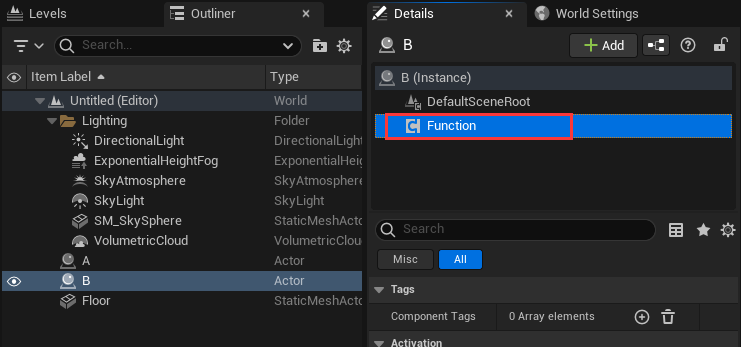 Levels
Outliner
Search...
Item Label
Type
Untitled (Editor)
World
Lighting
Folder
DirectionalLight
DirectionalLight
ExponentialHeightFog
ExponentialHeig
SkyAtmosphere
SkyAtmosphere
SkyLight
SkyLight
SM_SkySphere
StaticMeshActo
VolumetricCloud
VolumetricCloud
A
Actor
B
Actor
Floor
StaticMeshActo
Details
World Settings
B
Add
B (Instance)
DefaultSceneRoot
Function
Search
Misc
All
Tags
Component Tags
0 Array elements
Activation